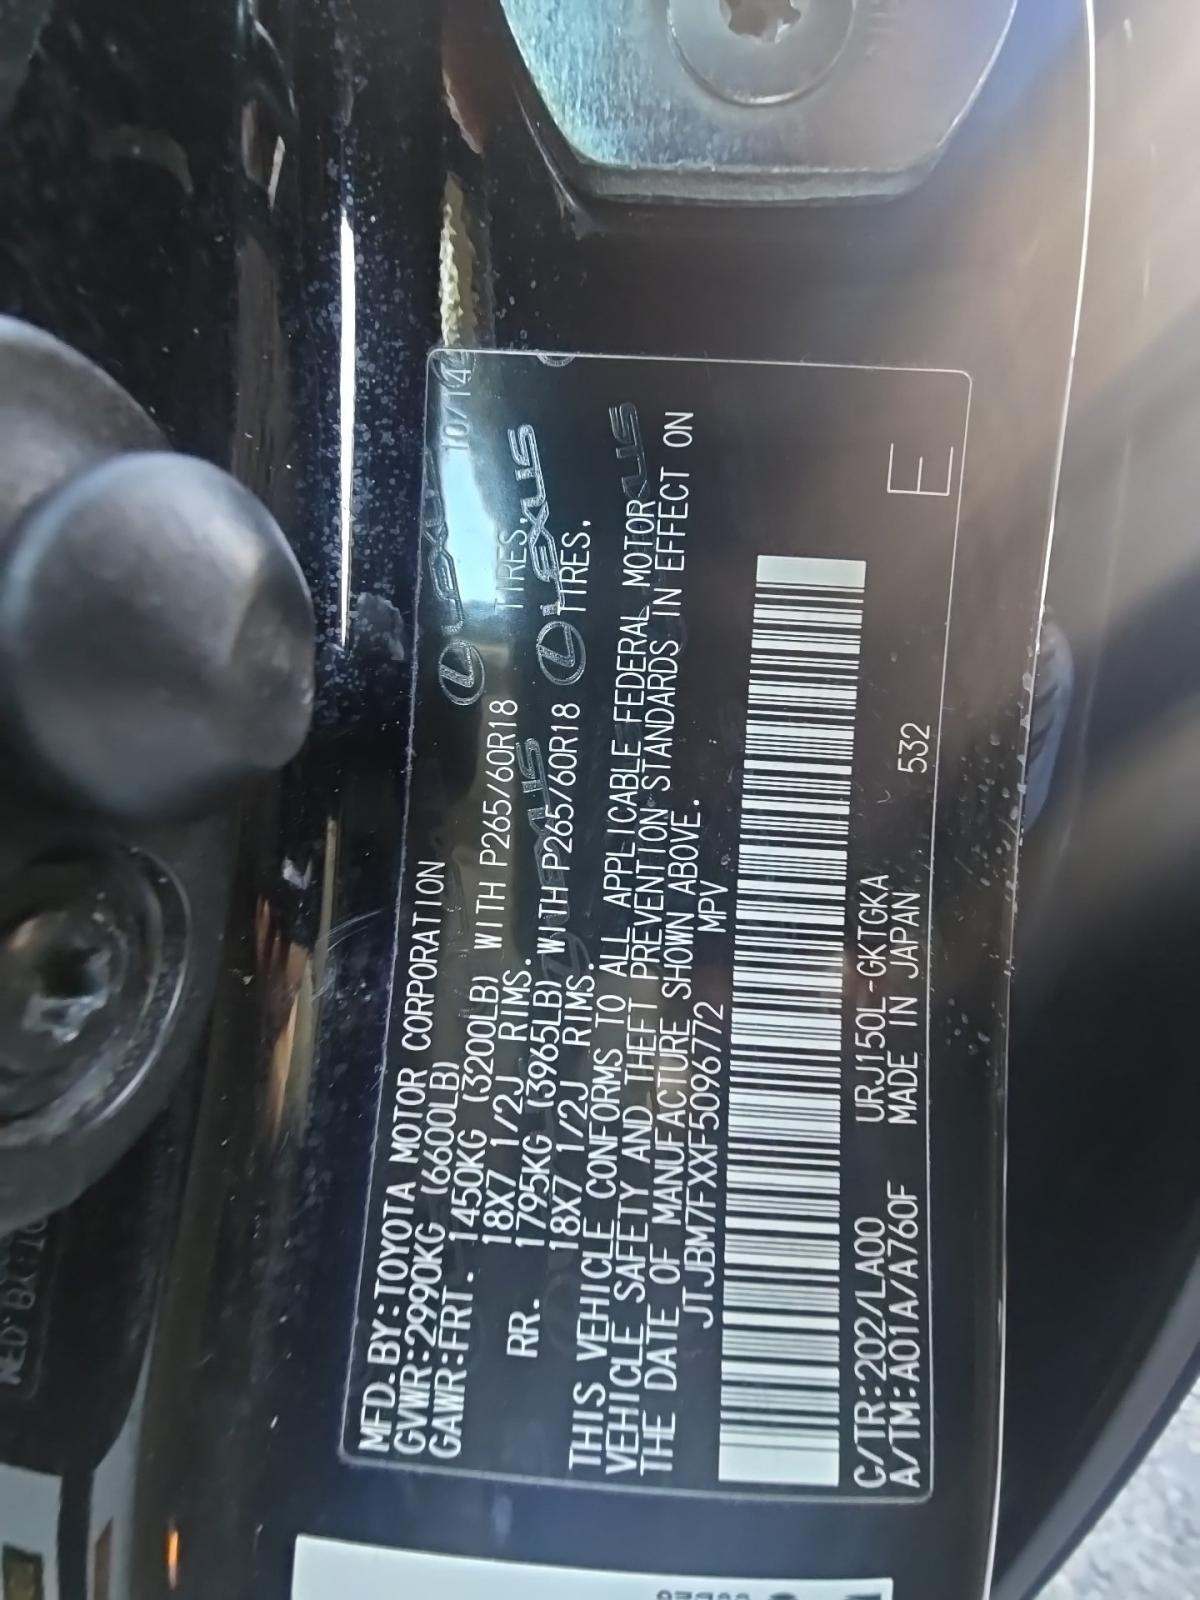 MFD.BY:TOYOTA MOTOR CORPORATION 10/14
GVWR:2990KG (6600LB)
GAWR:FRT. 1450KG (3200LB) WITH P265/60R18 TIRES,
18X7 1/2J RIMS.
RR. 1795KG (3965LB) WITH P265/60R18 TIRES,
18X7 1/2J RIMS.
THIS VEHICLE CONFORMS TO ALL APPLICABLE FEDERAL MOTOR
VEHICLE SAFETY AND THEFT PREVENTION STANDARDS IN EFFECT ON
THE DATE OF MANUFACTURE SHOWN ABOVE.
JTJBM7FXXF5096772 MPV
C/TR:202/LA00 URJ150L-GKTGKA
A/TM:A01A/A760F MADE IN JAPAN 532
E
LEXUS
LEXUS